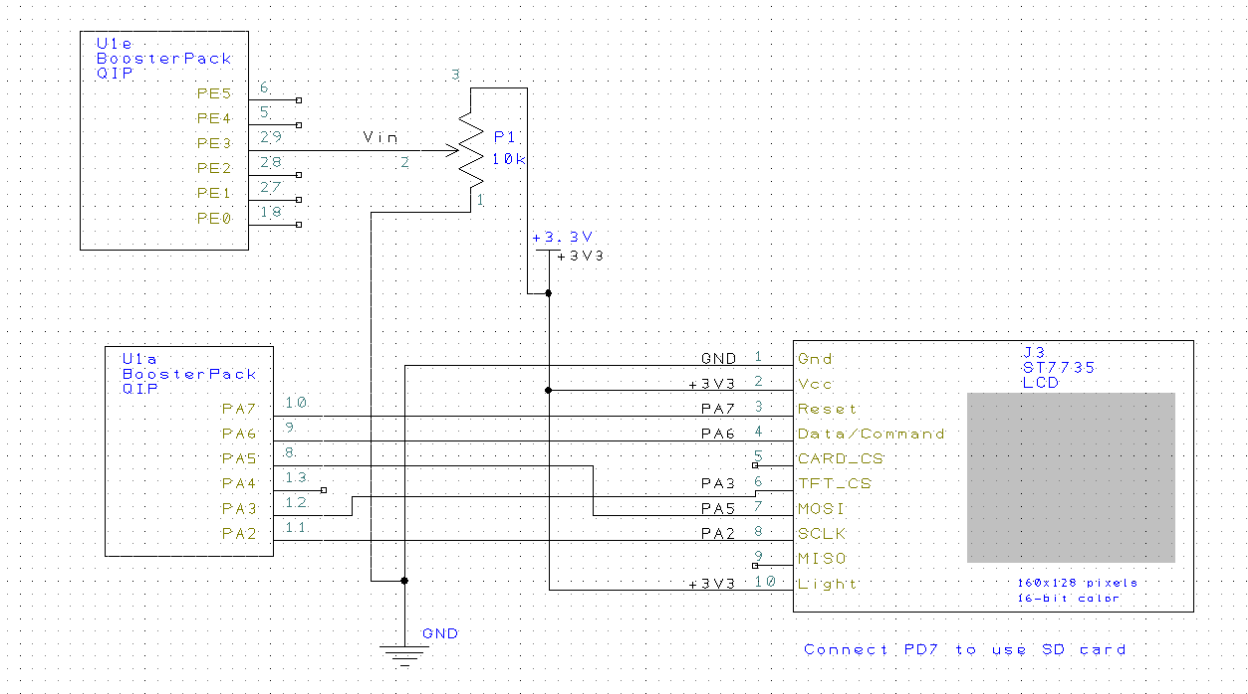 U1e
BoosterPack
QIP
PE5 6
PE4 5
PE3 29
PE2 28
PE1 27
PE0 18
Vin
2
3
P1
10k
1
+3.3V
+3V3
U1a
BoosterPack
QIP
PA7 10
PA6 9
PA5 8
PA4 13
PA3 12
PA2 11
GND
J3
ST7735
LCD
GND 1 Gnd
+3V3 2 Vcc
PA7 3 Reset
PA6 4 Data/Command
5 CARD_CS
PA3 6 TFT_CS
PA5 7 MOSI
PA2 8 SCLK
9 MISO
+3V3 10 Light
160x128 pixels
16-bit color
Connect PD7 to use SD card